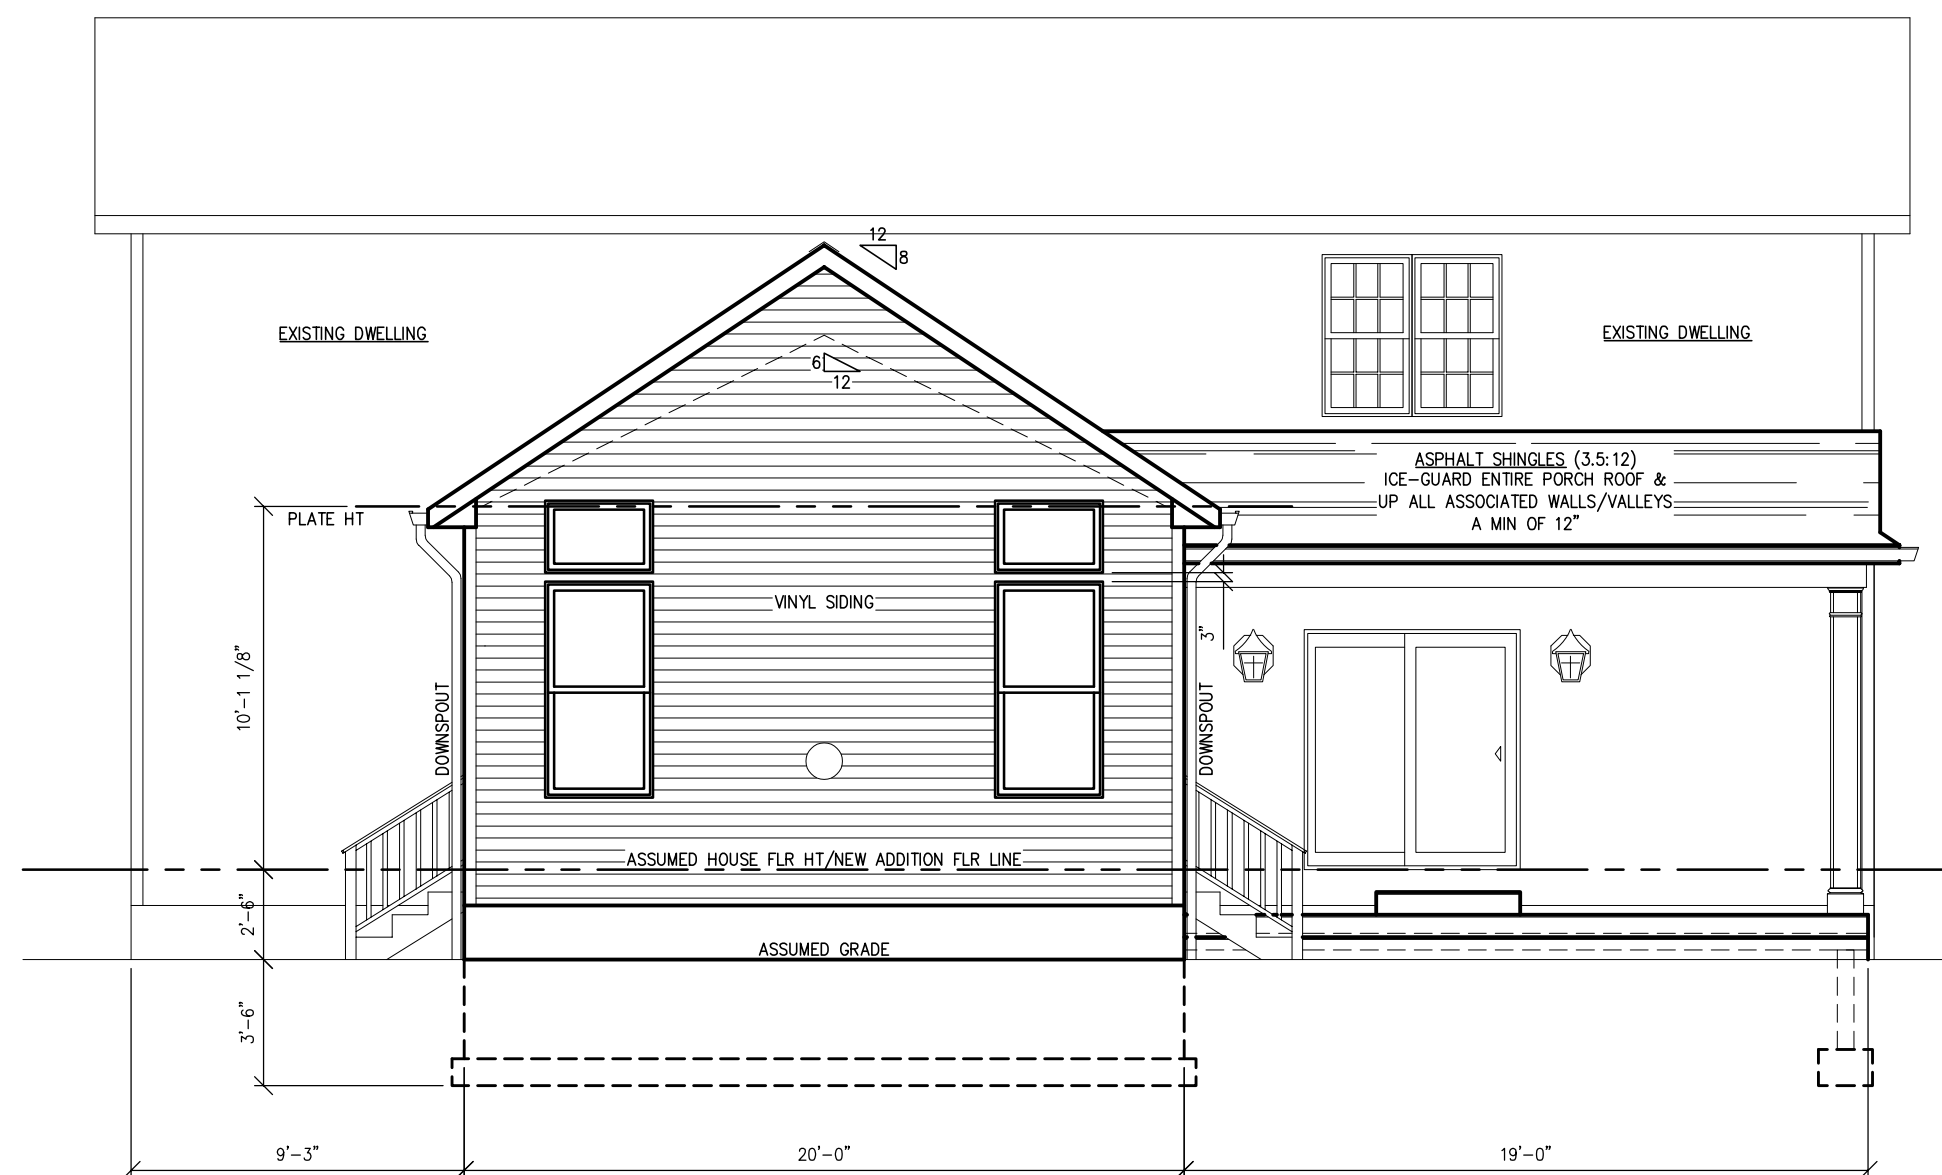 12
8
EXISTING DWELLING
EXISTING DWELLING
6
12
ASPHALT SHINGLES (3.5:12)
ICE-GUARD ENTIRE PORCH ROOF &
UP ALL ASSOCIATED WALLS/VALLEYS
A MIN OF 12"
PLATE HT
VINYL SIDING
3"
10'-1 1/8"
DOWNSPOUT
DOWNSPOUT
ASSUMED HOUSE FLR HT/NEW ADDITION FLR LINE
2'-6"
ASSUMED GRADE
3'-6"
9'-3"
20'-0"
19'-0"